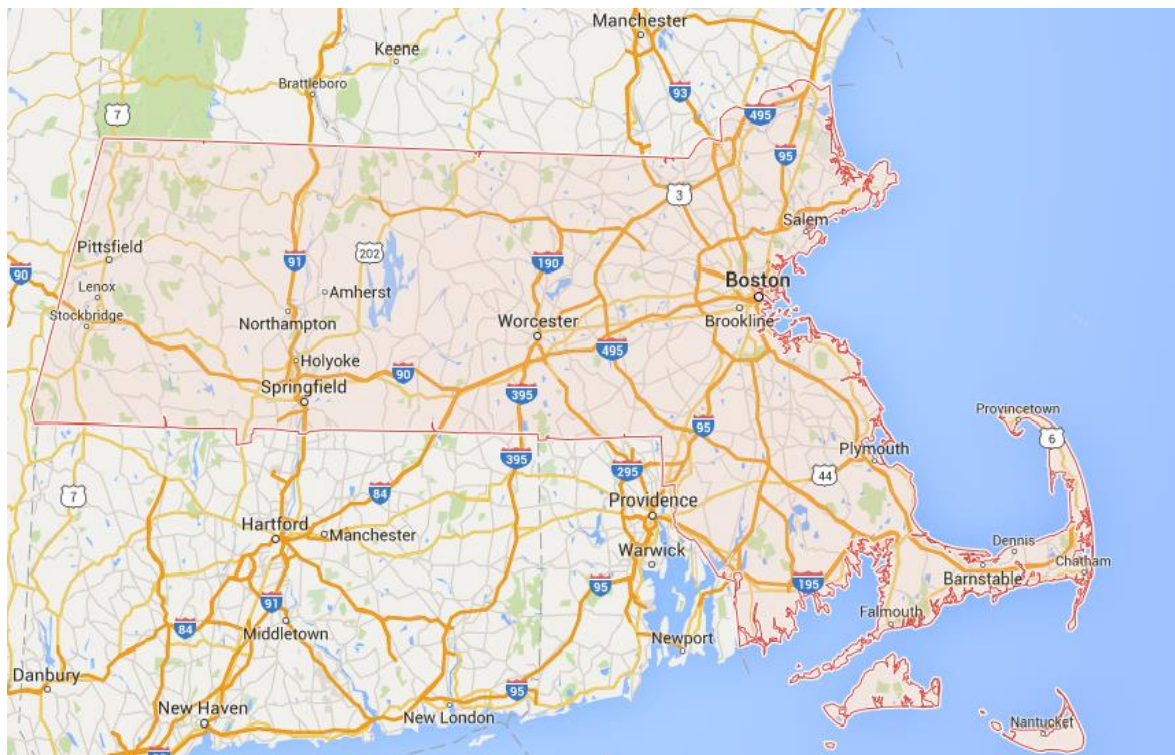 Manchester
Keene
Brattleboro
93
7
495
95
3
Salem
Pittsfield
202
91
190
90
Boston
Lenox
Amherst
Stockbridge
Northampton
Worcester
Brookline
495
Holyoke
90
Springfield
395
Provincetown
95
6
Plymouth
395
295
44
84
7
Providence
Hartford
Manchester
Dennis
Warwick
Chatham
Barnstable
195
95
91
Falmouth
84
Middletown
Newport
Danbury
95
New London
New Haven
Nantucket